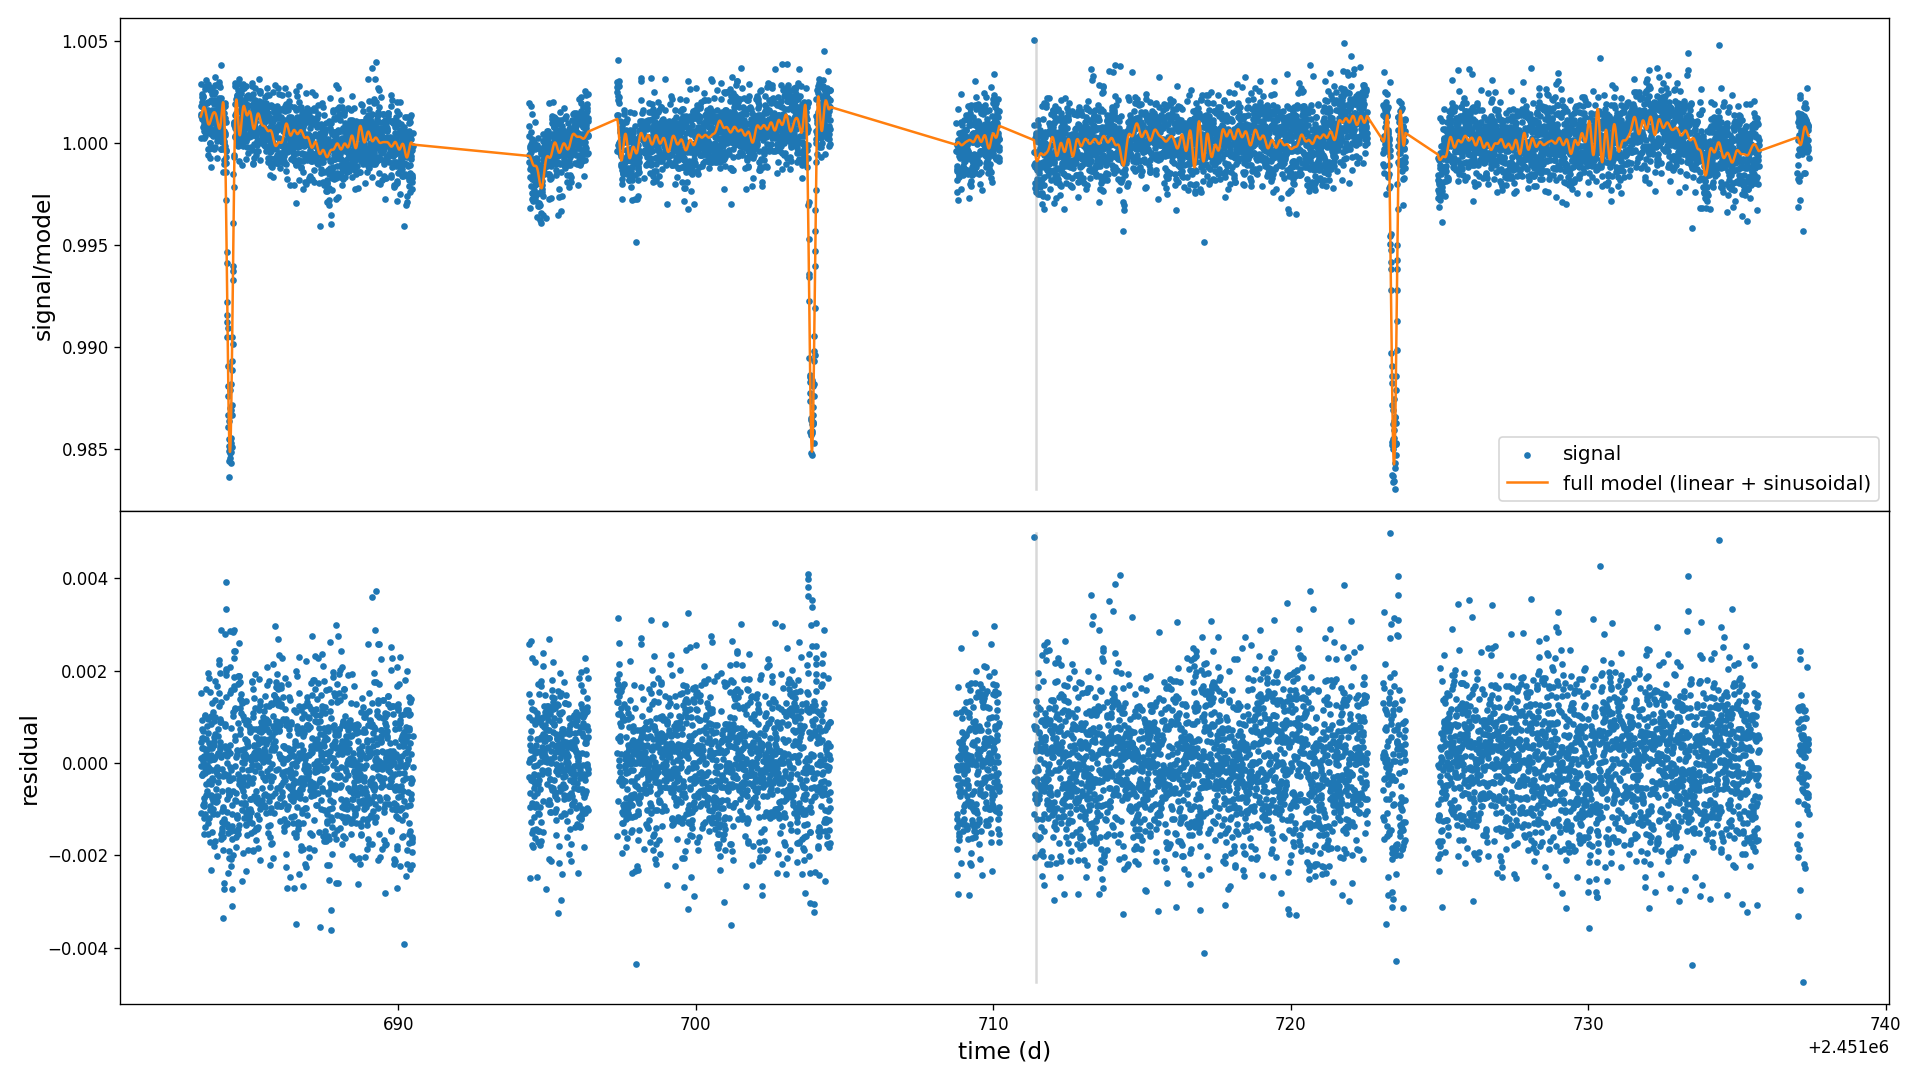 1.005
1.000
0.995
0.990
0.985
signal/model
signal
full model (linear + sinusoidal)
0.004
0.002
0.000
−0.002
−0.004
residual
690
700
710
720
730
740
time (d)
+2.451e6